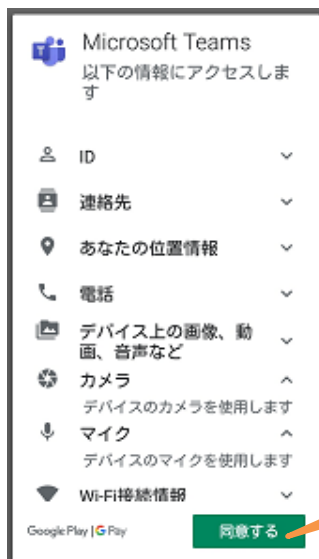 Microsoft Teams
以下の情報にアクセスしま
す
ID
連絡先
あなたの位置情報
電話
デバイス上の画像、動
画、音声など
カメラ
デバイスのカメラを使用します
マイク
デバイスのマイクを使用します
Wi-Fi接続情報
Google Play | G Pay
同意する